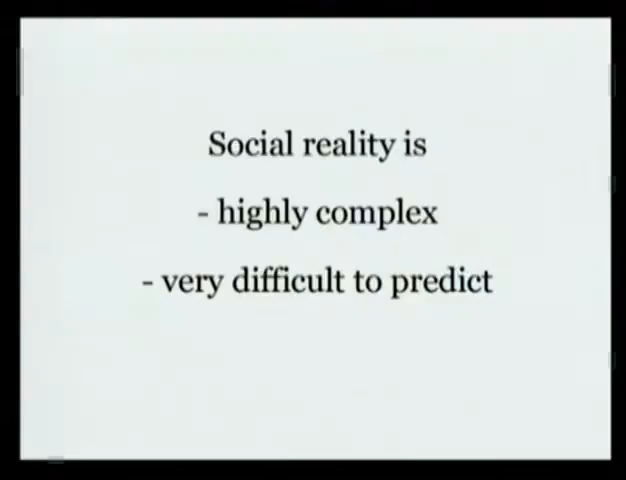 Social reality is
- highly complex
- very difficult to predict